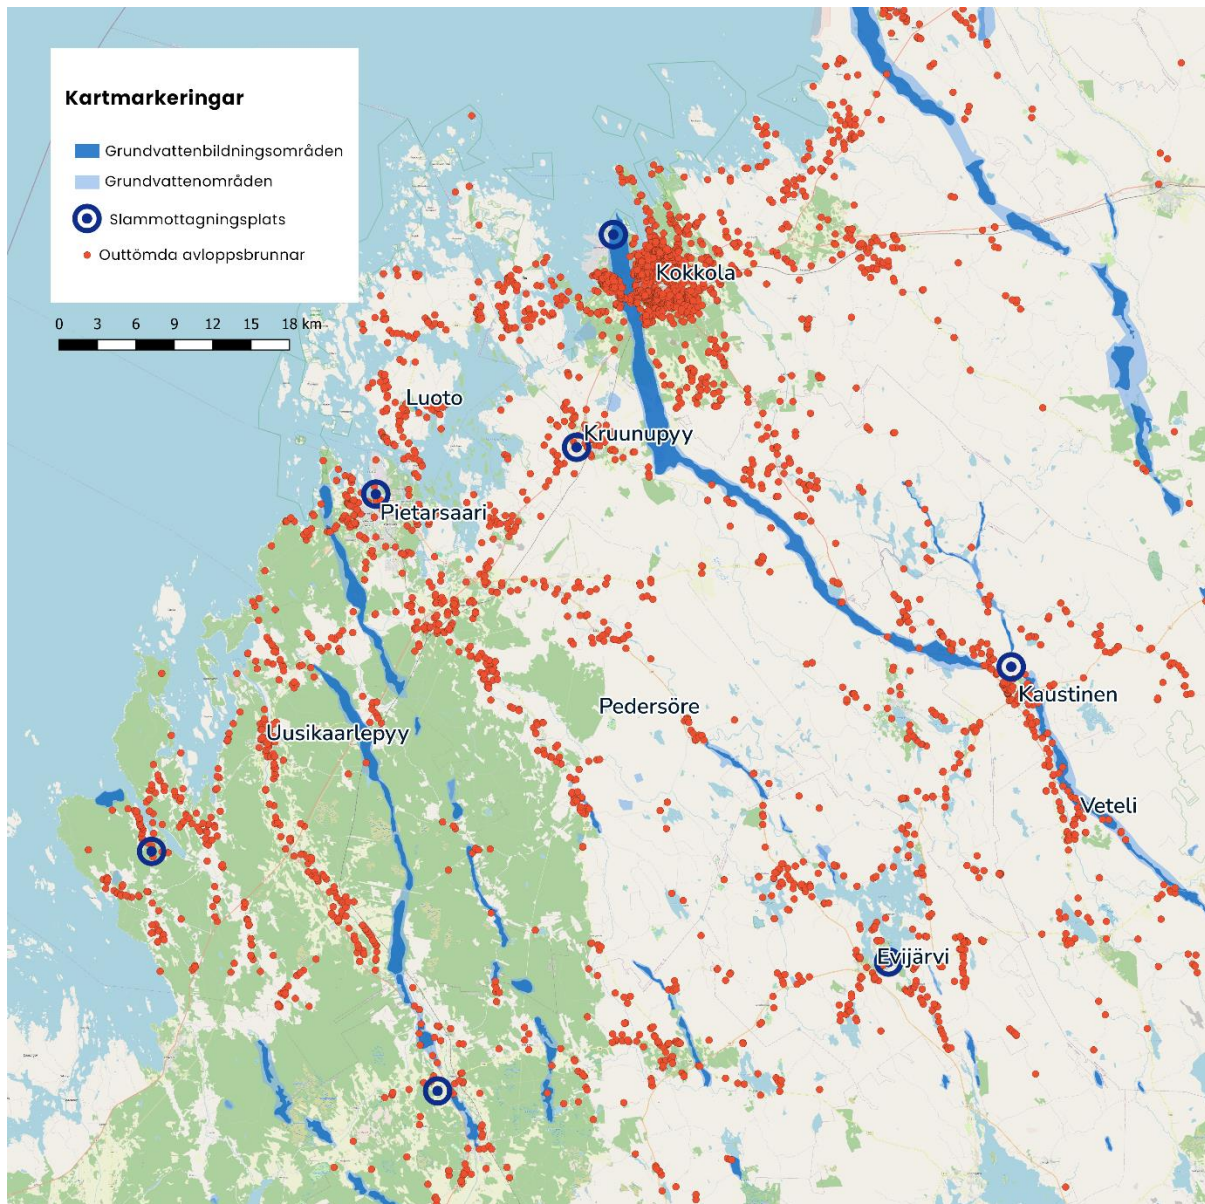 Kartmarkeringar
Grundvattenbildningsområden
Grundvattenområden
Slammottagningsplats
Outtömda avloppsbrunnar
0 3 6 9 12 15 18 km
Kokkola
Luoto
Kruunupyy
Pietarsaari
Kaustinen
Pedersöre
Uusikaarlepyy
Veteli
Evijärvi